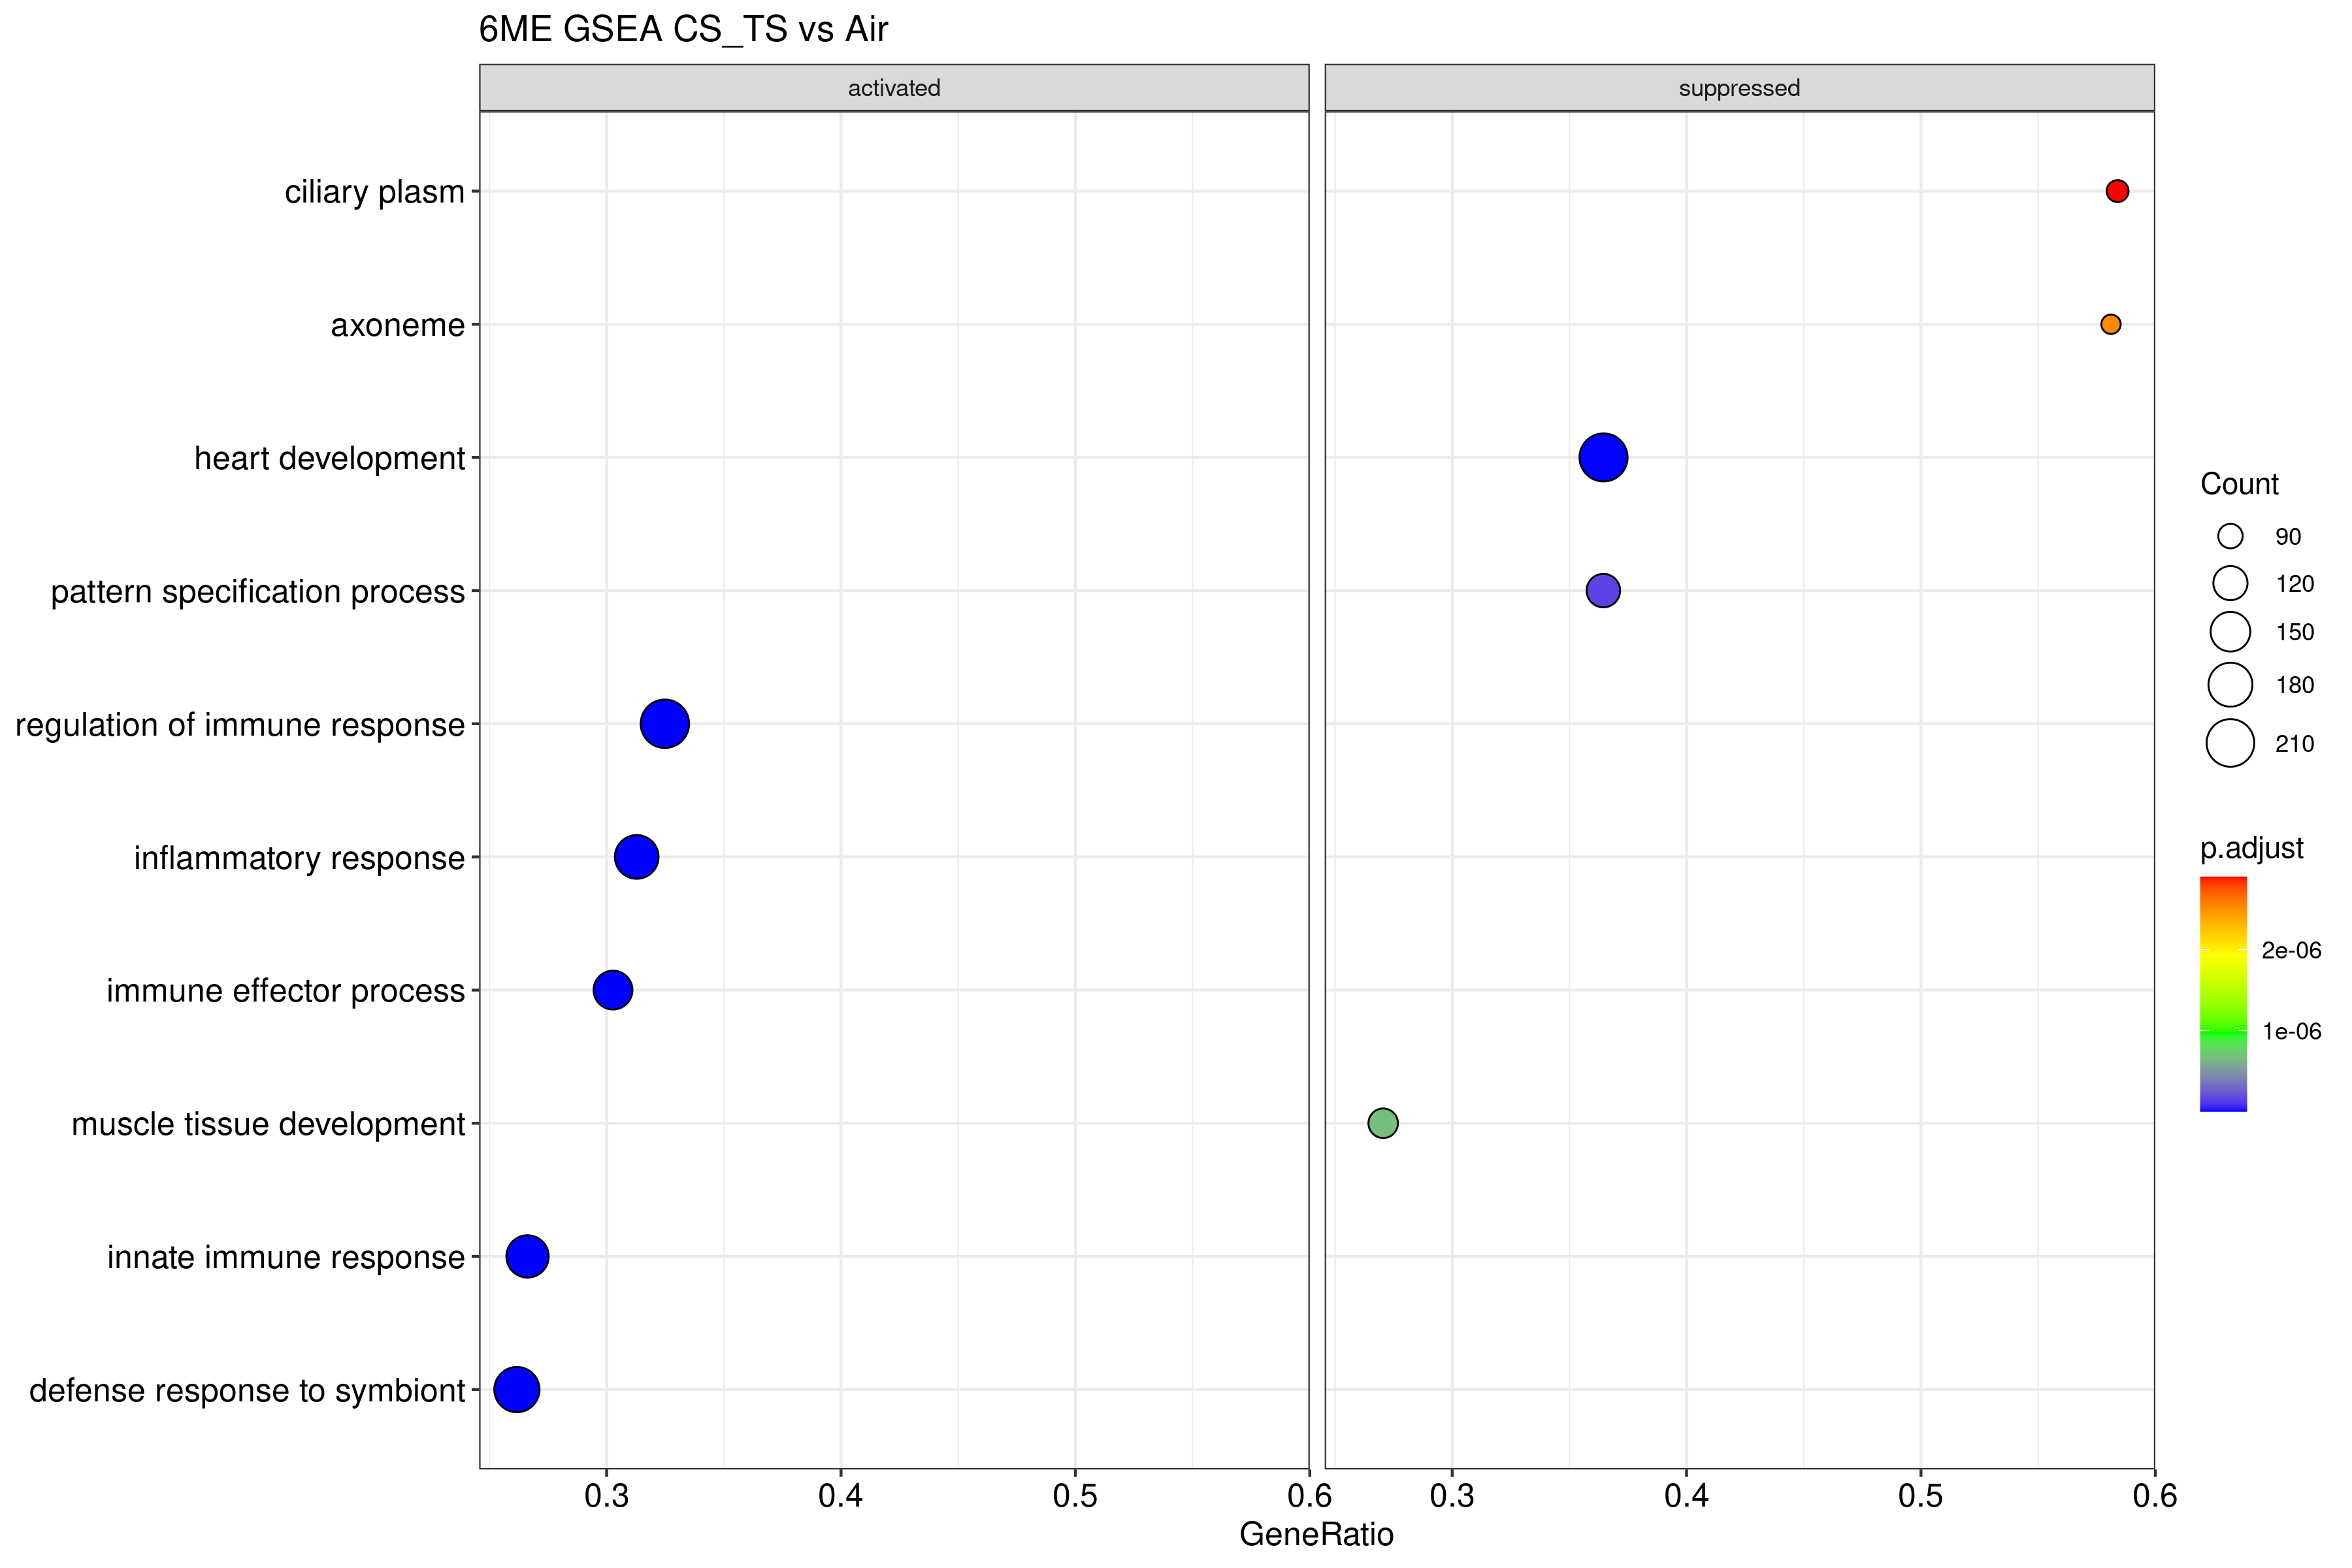 6ME GSEA CS_TS vs Air
activated
suppressed
ciliary plasm
axoneme
heart development
pattern specification process
regulation of immune response
inflammatory response
immune effector process
muscle tissue development
innate immune response
defense response to symbiont
0.3 0.4 0.5 0.6 0.3 0.4 0.5 0.6
GeneRatio
Count
90
120
150
180
210
p.adjust
2e-06
1e-06